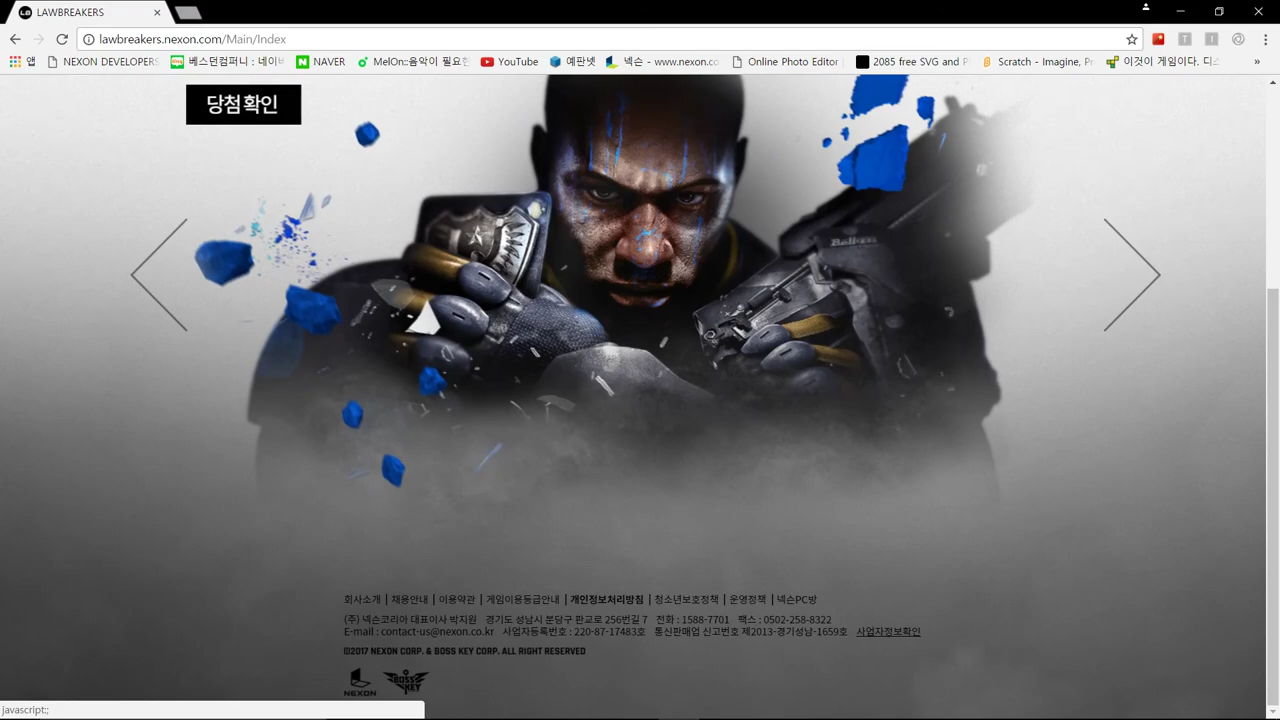 LAWBREAKERS
lawbreakers.nexon.com/Main/Index
앱 NEXON DEVELOPERS 베스던컴퍼니 : 네이버 NAVER MelON::음악이 필요한 YouTube 예판넷 넥슨 - www.nexon.co Online Photo Editor 2085 free SVG and P Scratch - Imagine, Pr 이것이 게임이다. 디스 »
당첨확인
회사소개 | 채용안내 | 이용약관 | 게임이용등급안내 | 개인정보처리방침 | 청소년보호정책 | 운영정책 | 넥슨PC방
(주) 넥슨코리아 대표이사 박지원 경기도 성남시 분당구 판교로 256번길 7 전화 : 1588-7701 팩스 : 0502-258-8322
E-mail : contact-us@nexon.co.kr 사업자등록번호 : 220-87-17483호 통신판매업 신고번호 제2013-경기성남-1659호 사업자정보확인
©2017 NEXON CORP. & BOSS KEY CORP. ALL RIGHT RESERVED
NEXON BOSS KEY
javascript:;